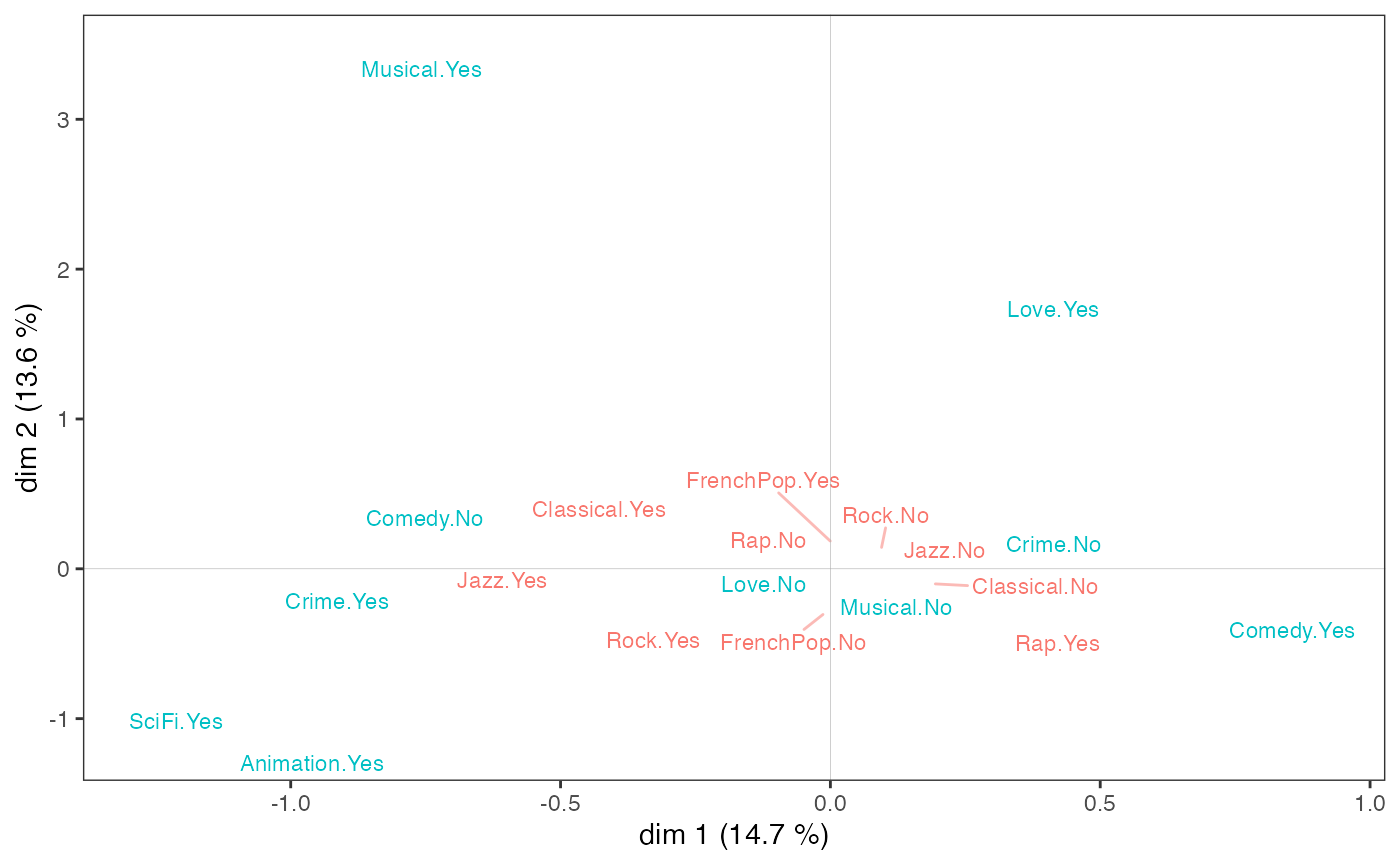 Musical.Yes
3
Love.Yes
2
dim 2 (13.6 %)
1
FrenchPop.Yes
Classical.Yes
Rock.No
Comedy.No
Rap.No
Crime.No
Jazz.No
0
Jazz.Yes
Love.No
Classical.No
Crime.Yes
Musical.No
Comedy.Yes
Rock.Yes
FrenchPop.No
Rap.Yes
-1
SciFi.Yes
Animation.Yes
-1.0 -0.5 0.0 0.5 1.0
dim 1 (14.7 %)